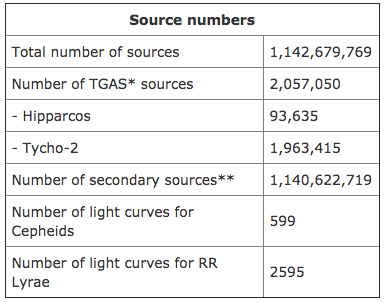 Source numbers
Total number of sources 1,142,679,769
Number of TGAS* sources 2,057,050
- Hipparcos 93,635
- Tycho-2 1,963,415
Number of secondary sources** 1,140,622,719
Number of light curves for
Cepheids 599
Number of light curves for RR
Lyrae 2595